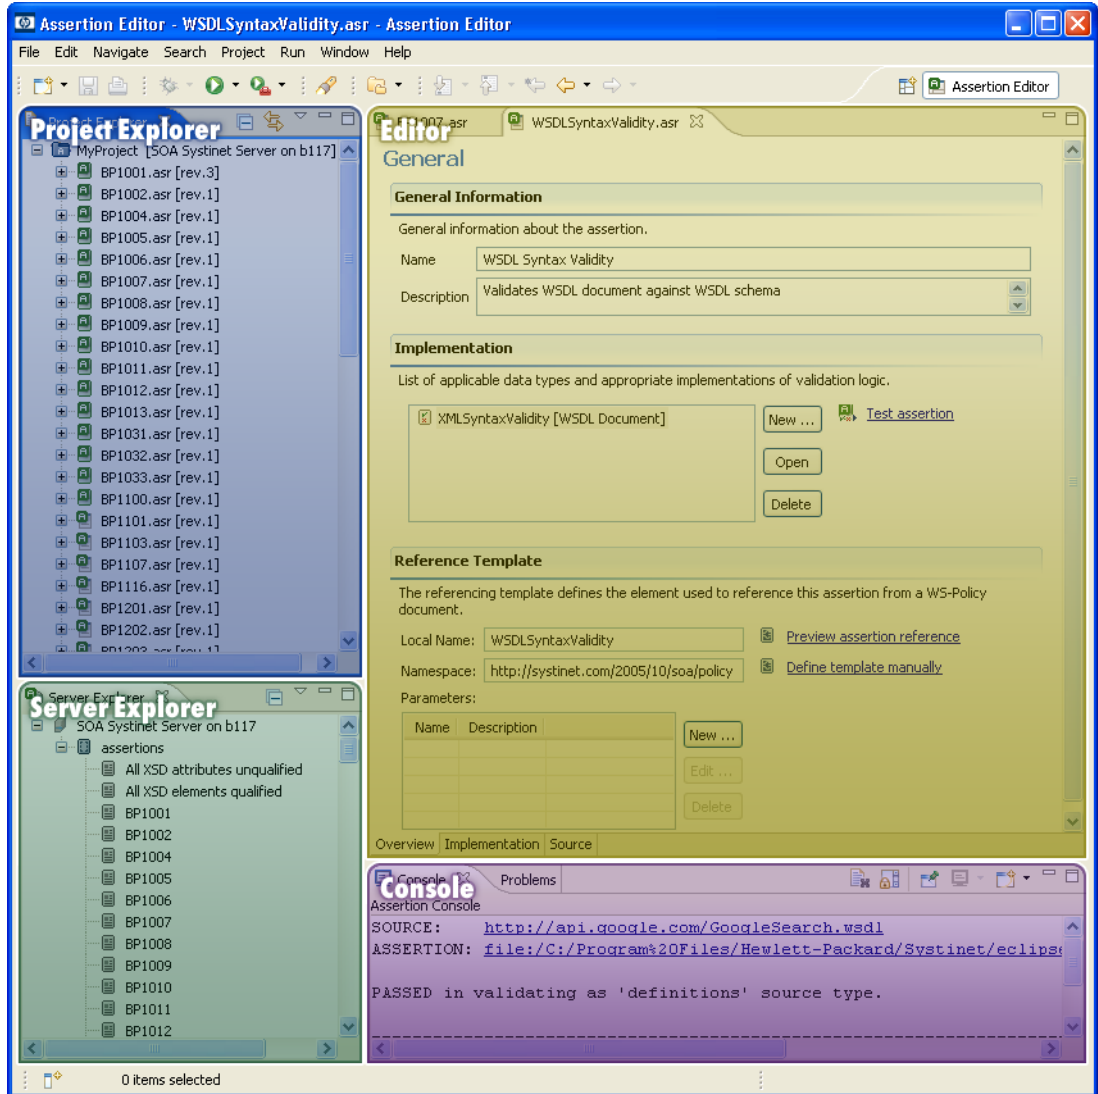 Assertion Editor - WSDLSyntaxValidity.asr - Assertion Editor
File Edit Navigate Search Project Run Window Help
Assertion Editor
Project Explorer
MyProject [SOA Systinet Server on b117]
BP1001.asr [rev.3]
BP1002.asr [rev.1]
BP1004.asr [rev.1]
BP1005.asr [rev.1]
BP1006.asr [rev.1]
BP1007.asr [rev.1]
BP1008.asr [rev.1]
BP1009.asr [rev.1]
BP1010.asr [rev.1]
BP1011.asr [rev.1]
BP1012.asr [rev.1]
BP1013.asr [rev.1]
BP1031.asr [rev.1]
BP1032.asr [rev.1]
BP1033.asr [rev.1]
BP1100.asr [rev.1]
BP1101.asr [rev.1]
BP1103.asr [rev.1]
BP1107.asr [rev.1]
BP1116.asr [rev.1]
BP1201.asr [rev.1]
BP1202.asr [rev.1]
BP1203.asr [rev.1]
Server Explorer
SOA Systinet Server on b117
assertions
All XSD attributes unqualified
All XSD elements qualified
BP1001
BP1002
BP1004
BP1005
BP1006
BP1007
BP1008
BP1009
BP1010
BP1011
BP1012
Editor
WSDLSyntaxValidity.asr
General
General Information
General information about the assertion.
Name WSDL Syntax Validity
Description Validates WSDL document against WSDL schema
Implementation
List of applicable data types and appropriate implementations of validation logic.
XMLSyntaxValidity [WSDL Document]
New ...
Test assertion
Open
Delete
Reference Template
The referencing template defines the element used to reference this assertion from a WS-Policy
document.
Local Name: WSDLSyntaxValidity
Preview assertion reference
Namespace: http://systinet.com/2005/10/soa/policy
Define template manually
Parameters:
Name Description
New ...
Edit ...
Delete
Overview Implementation Source
Console Problems
Assertion Console
SOURCE: http://api.google.com/GoogleSearch.wsdl
ASSERTION: file:/C:/Program%20Files/Hewlett-Packard/Systinet/eclipse
PASSED in validating as 'definitions' source type.
0 items selected